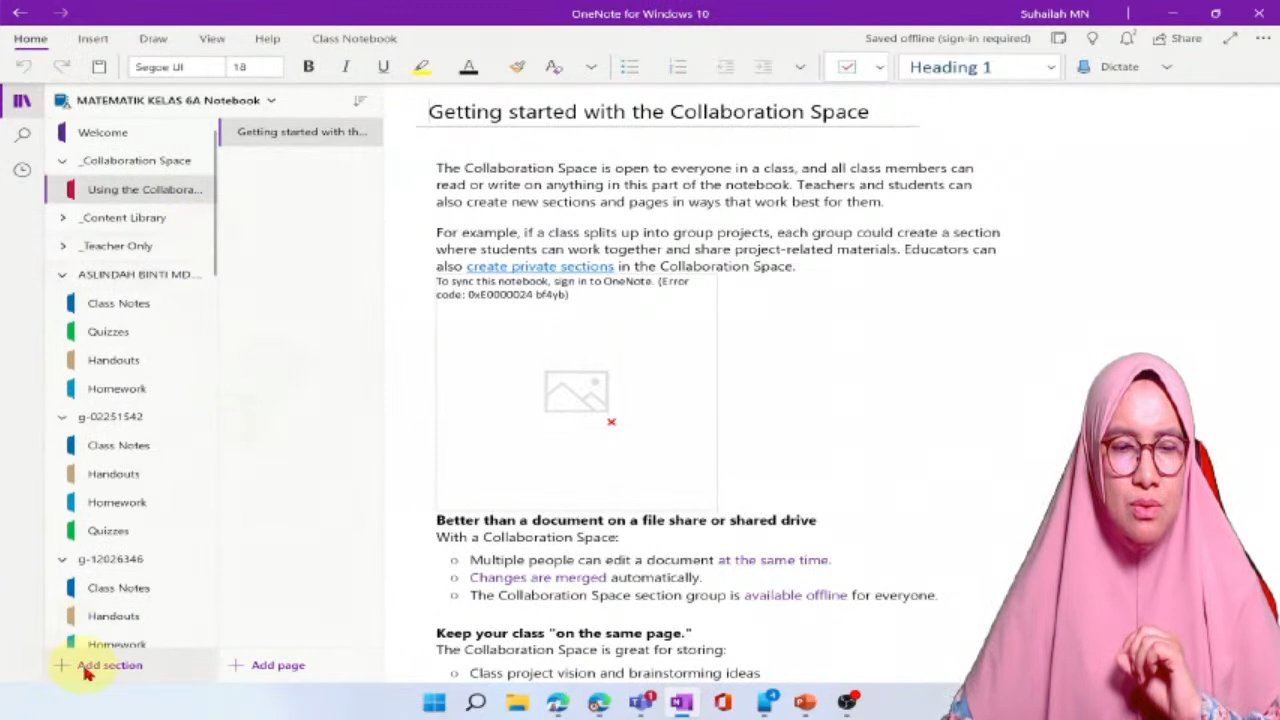 OneNote for Windows 10
Suhailah MN
Home Insert Draw View Help Class Notebook
Saved offline (sign-in required)
Share
Segoe UI 18
B I U
Heading 1
Dictate
MATEMATIK KELAS 6A Notebook
Welcome
_Collaboration Space
Using the Collabora...
_Content Library
_Teacher Only
ASLINDAH BINTI MD...
Class Notes
Quizzes
Handouts
Homework
g-02251542
Class Notes
Handouts
Homework
Quizzes
g-12026346
Class Notes
Handouts
Homework
Add section
Getting started with th...
Add page
Getting started with the Collaboration Space
The Collaboration Space is open to everyone in a class, and all class members can
read or write on anything in this part of the notebook. Teachers and students can
also create new sections and pages in ways that work best for them.
For example, if a class splits up into group projects, each group could create a section
where students can work together and share project-related materials. Educators can
also create private sections in the Collaboration Space.
To sync this notebook, sign in to OneNote. (Error
code: 0xE0000024 bf4yb)
Better than a document on a file share or shared drive
With a Collaboration Space:
o Multiple people can edit a document at the same time.
o Changes are merged automatically.
o The Collaboration Space section group is available offline for everyone.
Keep your class "on the same page."
The Collaboration Space is great for storing:
o Class project vision and brainstorming ideas